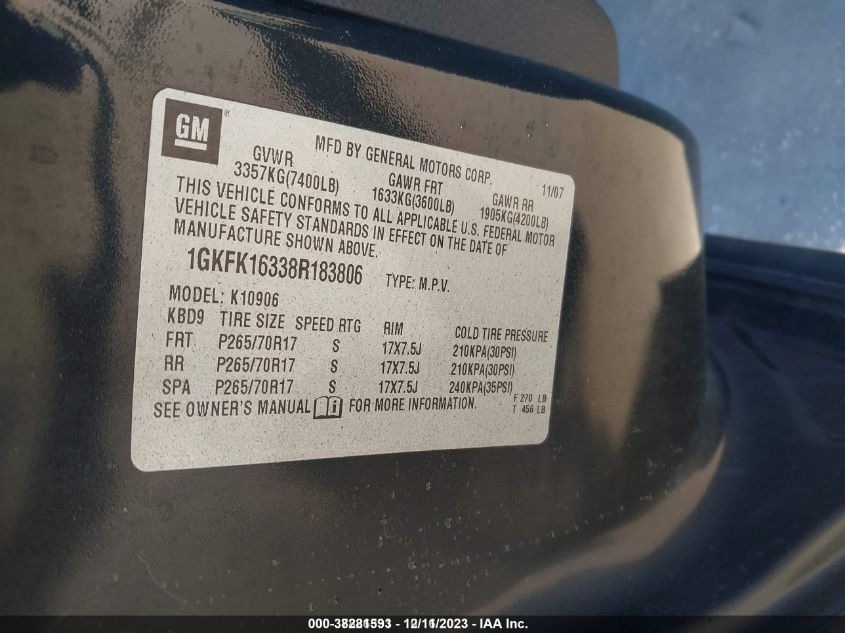 GM ®
MFD BY GENERAL MOTORS CORP. 11/07
GVWR GAWR FRT GAWR RR
3357KG(7400LB) 1633KG(3600LB) 1905KG(4200LB)
THIS VEHICLE CONFORMS TO ALL APPLICABLE U.S. FEDERAL MOTOR
VEHICLE SAFETY STANDARDS IN EFFECT ON THE DATE OF
MANUFACTURE SHOWN ABOVE.
1GKFK16338R183806 TYPE: M.P.V.
MODEL: K10906
KBD9 TIRE SIZE SPEED RTG RIM COLD TIRE PRESSURE
FRT P265/70R17 S 17X7.5J 210KPA(30PSI)
RR P265/70R17 S 17X7.5J 210KPA(30PSI)
SPA P265/70R17 S 17X7.5J 240KPA(35PSI)
SEE OWNER'S MANUAL FOR MORE INFORMATION.
F 270 LB
T 456 LB
000-38281593 - 12/11/2023 - IAA Inc.